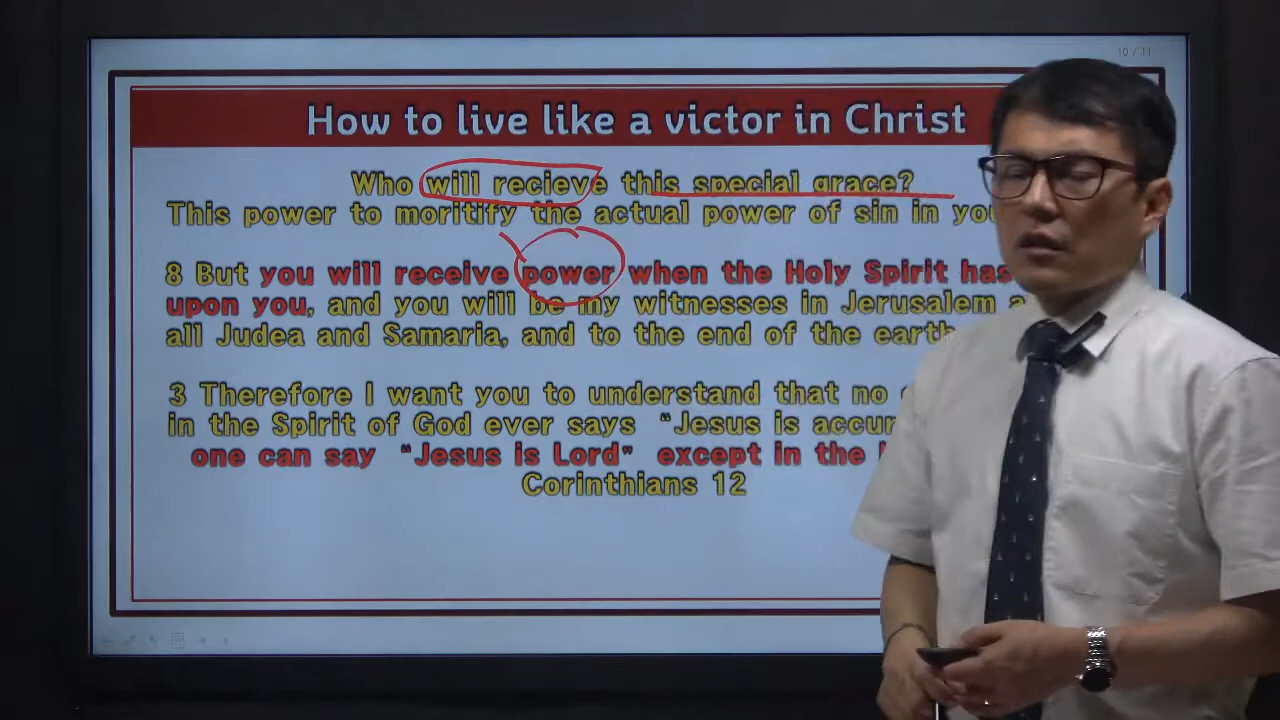 10 / 11
How to live like a victor in Christ
Who will recieve this special grace?
This power to moritify the actual power of sin in
8 But you will receive power when the Holy Spirit has
upon you, and you will be my witnesses in Jerusalem
all Judea and Samaria, and to the end of the earth
3 Therefore I want you to understand that no
in the Spirit of God ever says "Jesus is
one can say "Jesus is Lord" except in the
Corinthians 12